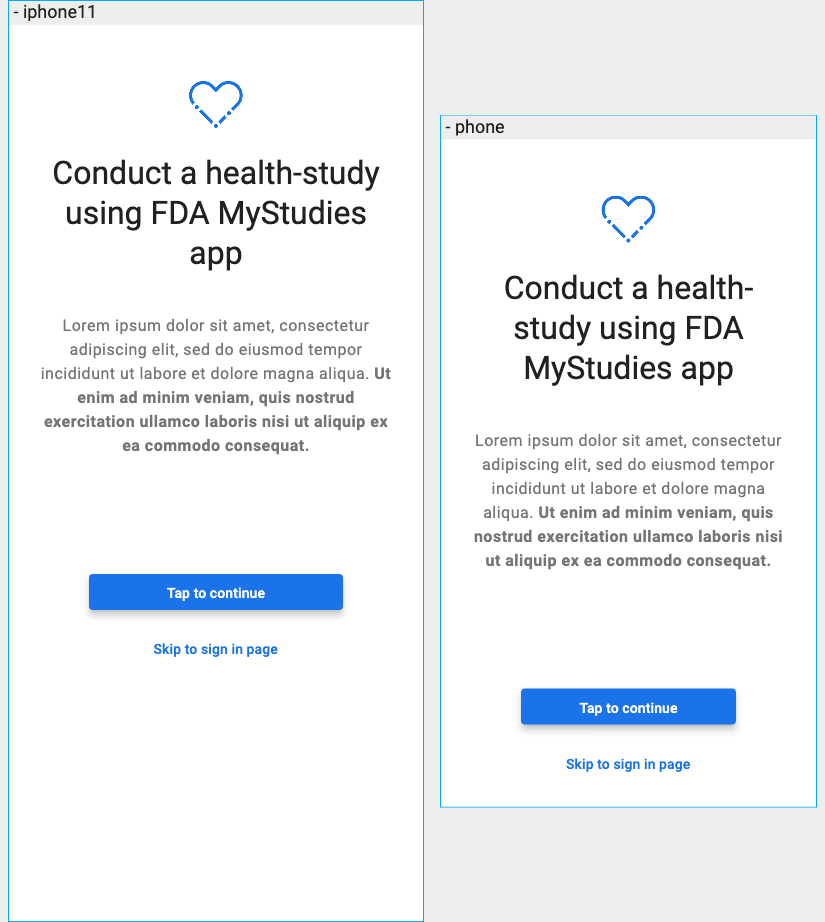 - iphone11
Conduct a health-study
using FDA MyStudies
app
Lorem ipsum dolor sit amet, consectetur
adipiscing elit, sed do eiusmod tempor
incididunt ut labore et dolore magna aliqua. Ut
enim ad minim veniam, quis nostrud
exercitation ullamco laboris nisi ut aliquip ex
ea commodo consequat.
Tap to continue
Skip to sign in page
- phone
Conduct a health-
study using FDA
MyStudies app
Lorem ipsum dolor sit amet, consectetur
adipiscing elit, sed do eiusmod tempor
incididunt ut labore et dolore magna
aliqua. Ut enim ad minim veniam, quis
nostrud exercitation ullamco laboris nisi
ut aliquip ex ea commodo consequat.
Tap to continue
Skip to sign in page